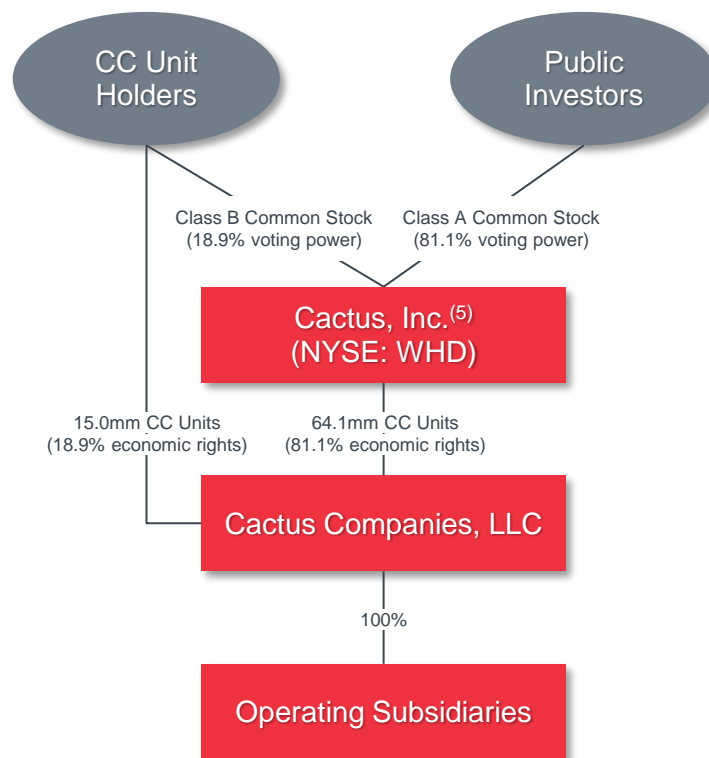 CC Unit
Holders
Public
Investors
Class B Common Stock
(18.9% voting power)
Class A Common Stock
(81.1% voting power)
Cactus, Inc.(5)
(NYSE: WHD)
15.0mm CC Units
(18.9% economic rights)
64.1mm CC Units
(81.1% economic rights)
Cactus Companies, LLC
100%
Operating Subsidiaries